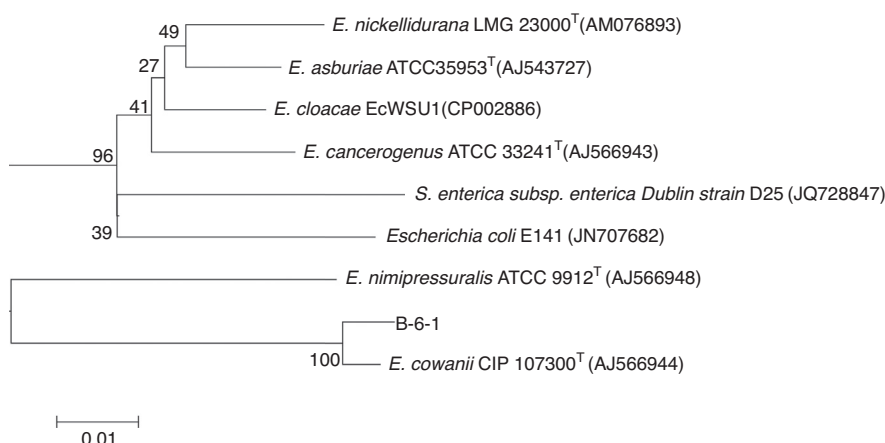 49
E. nickellidurana LMG 23000T(AM076893)
27
E. asburiae ATCC35953T(AJ543727)
41
E. cloacae EcWSU1(CP002886)
96
E. cancerogenus ATCC 33241T(AJ566943)
S. enterica subsp. enterica Dublin strain D25 (JQ728847)
39
Escherichia coli E141 (JN707682)
E. nimipressuralis ATCC 9912T (AJ566948)
B-6-1
100
E. cowanii CIP 107300T (AJ566944)
0.01